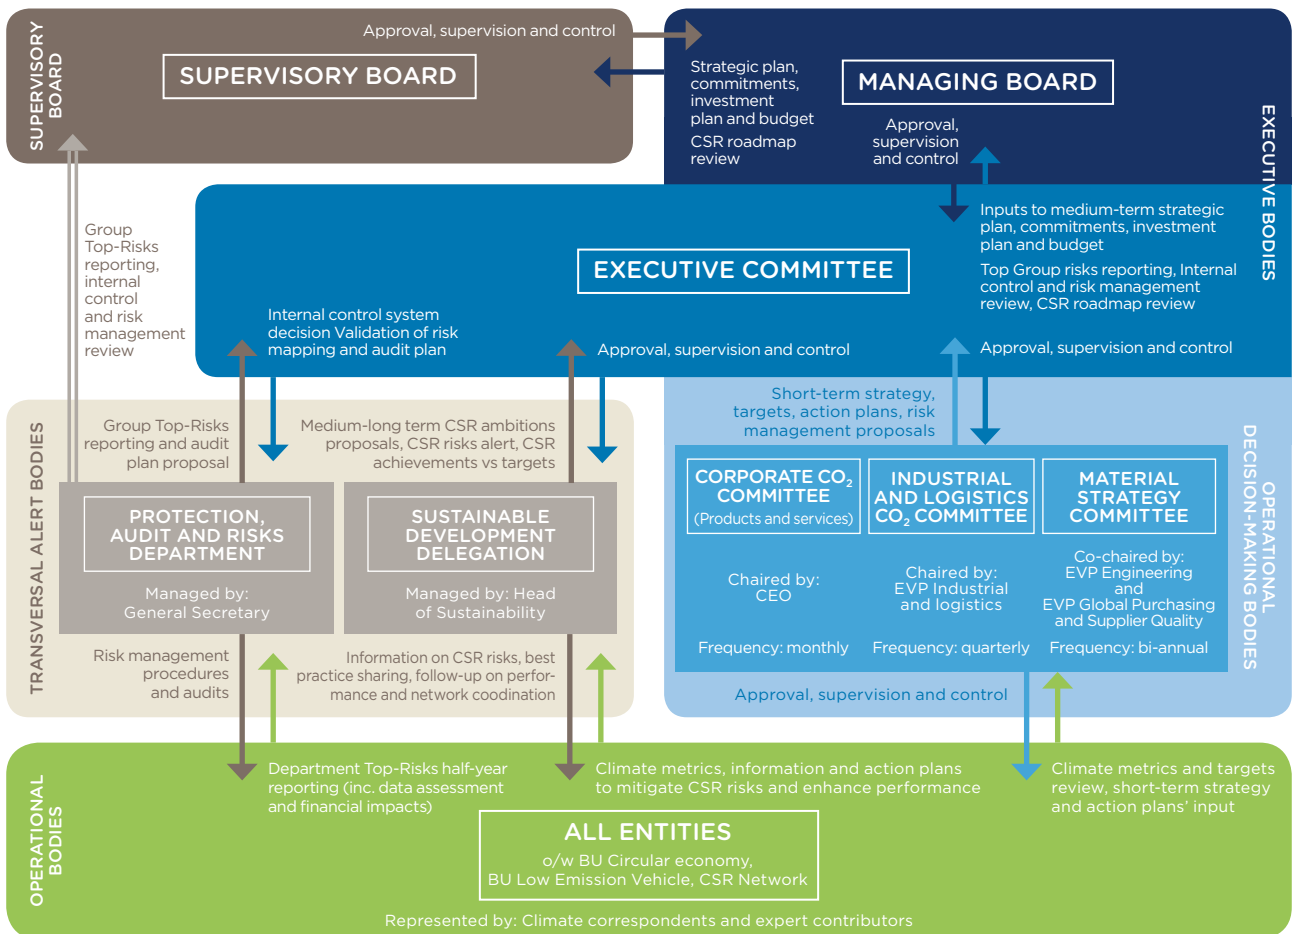 SUPERVISORY
BOARD
Approval, supervision and control
SUPERVISORY BOARD
Strategic plan,
commitments,
investment
plan and budget
CSR roadmap
review
MANAGING BOARD
Approval,
supervision
and control
EXECUTIVE BODIES
Group
Top-Risks
reporting,
internal
control
and risk
management
review
Inputs to medium-term strategic
plan, commitments, investment
plan and budget
Top Group risks reporting, Internal
control and risk management
review, CSR roadmap review
EXECUTIVE COMMITTEE
Internal control system
decision Validation of risk
mapping and audit plan
Approval, supervision and control
Approval, supervision and control
TRANSVERSAL ALERT BODIES
Group Top-Risks
reporting and audit
plan proposal
Medium-long term CSR ambitions
proposals, CSR risks alert, CSR
achievements vs targets
Short-term strategy,
targets, action plans, risk
management proposals
OPERATIONAL
DECISION-MAKING BODIES
PROTECTION,
AUDIT AND RISKS
DEPARTMENT
Managed by:
General Secretary
SUSTAINABLE
DEVELOPMENT
DELEGATION
Managed by: Head
of Sustainability
CORPORATE CO₂
COMMITTEE
(Products and services)
Chaired by:
CEO
Frequency: monthly
INDUSTRIAL
AND LOGISTICS
CO₂ COMMITTEE
Chaired by:
EVP Industrial
and logistics
Frequency: quarterly
MATERIAL
STRATEGY
COMMITTEE
Co-chaired by:
EVP Engineering
and
EVP Global Purchasing
and Supplier Quality
Frequency: bi-annual
Risk management
procedures
and audits
Information on CSR risks, best
practice sharing, follow-up on perfor-
mance and network coordination
Approval, supervision and control
OPERATIONAL
BODIES
Department Top-Risks half-year
reporting (inc. data assessment
and financial impacts)
Climate metrics, information and action plans
to mitigate CSR risks and enhance performance
Climate metrics and targets
review, short-term strategy
and action plans' input
ALL ENTITIES
o/w BU Circular economy,
BU Low Emission Vehicle, CSR Network
Represented by: Climate correspondents and expert contributors